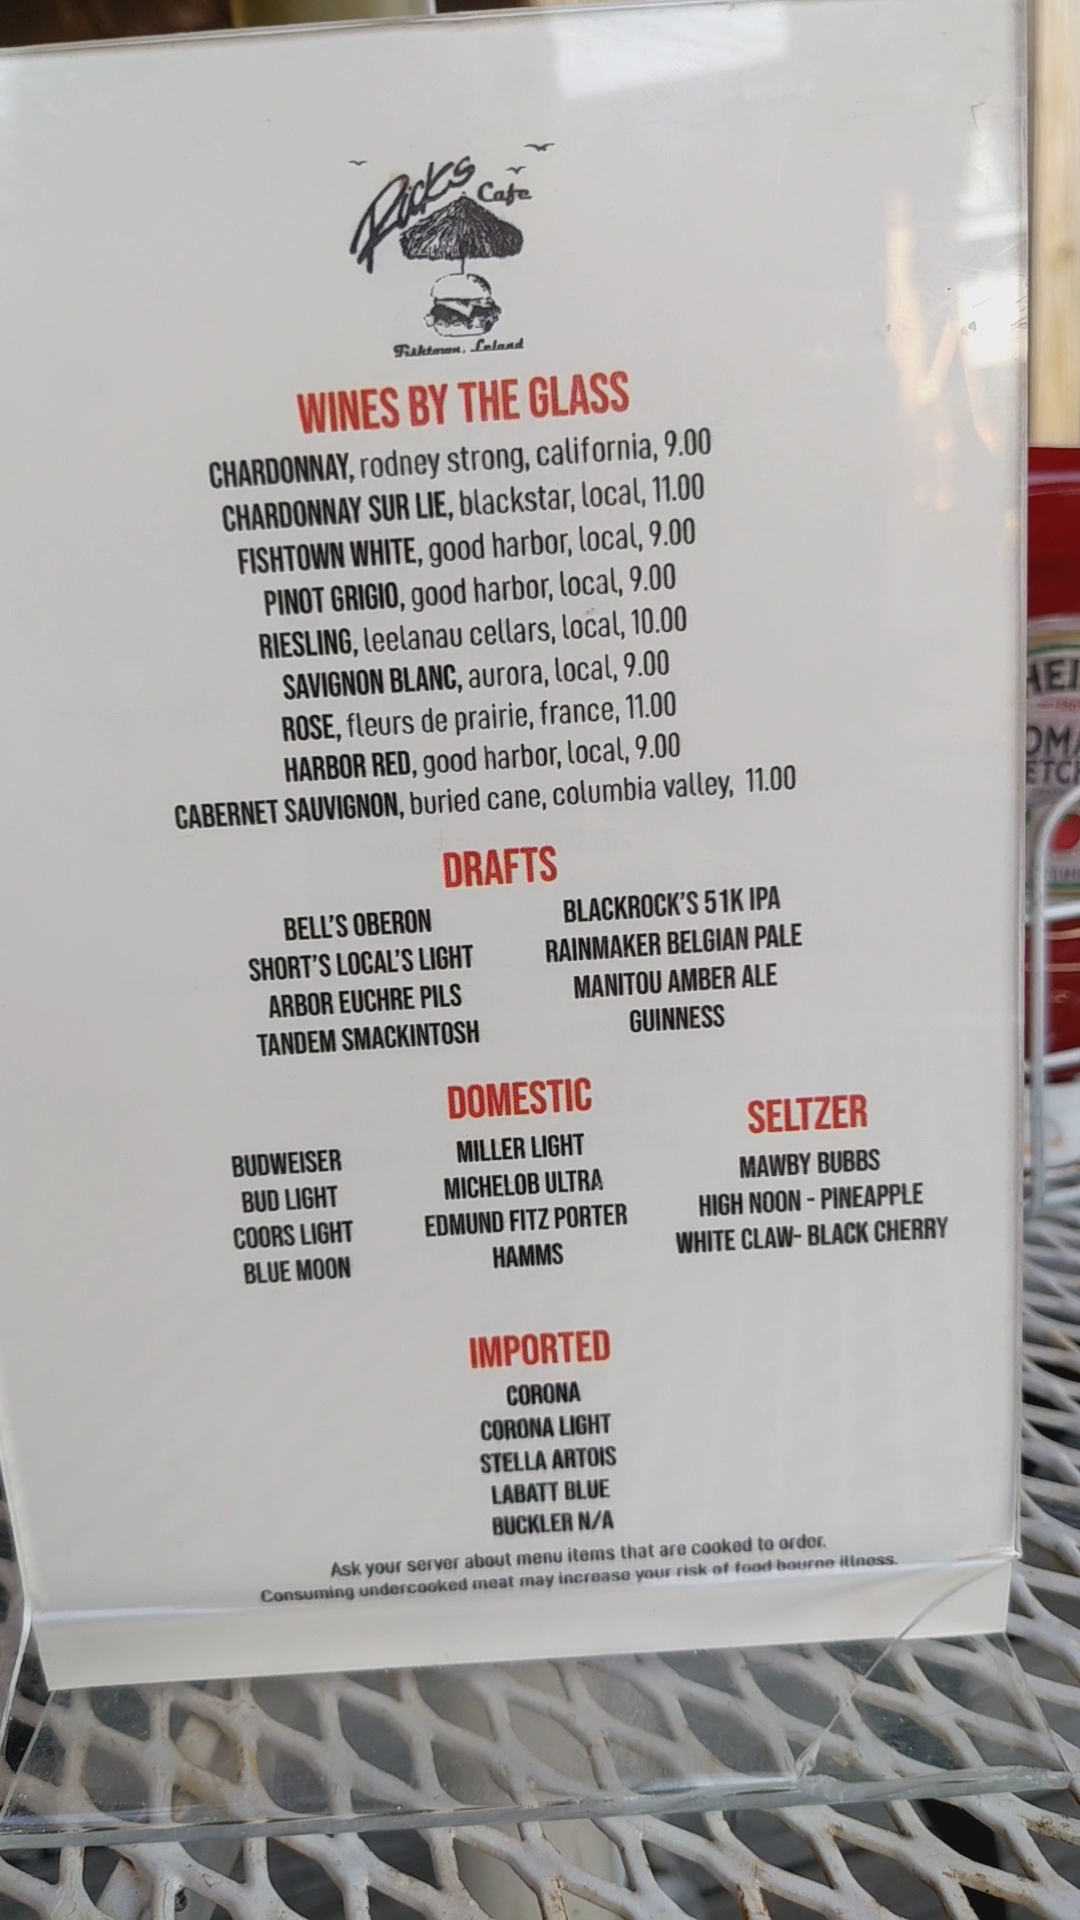 Ricks
Cafe
Fishtown, Leland
WINES BY THE GLASS
CHARDONNAY, rodney strong, california, 9.00
CHARDONNAY SUR LIE, blackstar, local, 11.00
FISHTOWN WHITE, good harbor, local, 9.00
PINOT GRIGIO, good harbor, local, 9.00
RIESLING, leelanau cellars, local, 10.00
SAVIGNON BLANC, aurora, local, 9.00
ROSE, fleurs de prairie, france, 11.00
HARBOR RED, good harbor, local, 9.00
CABERNET SAUVIGNON, buried cane, columbia valley, 11.00
DRAFTS
BELL'S OBERON
SHORT'S LOCAL'S LIGHT
ARBOR EUCHRE PILS
TANDEM SMACKINTOSH
BLACKROCK'S 51K IPA
RAINMAKER BELGIAN PALE
MANITOU AMBER ALE
GUINNESS
DOMESTIC
BUDWEISER
BUD LIGHT
COORS LIGHT
BLUE MOON
MILLER LIGHT
MICHELOB ULTRA
EDMUND FITZ PORTER
HAMMS
SELTZER
MAWBY BUBBS
HIGH NOON - PINEAPPLE
WHITE CLAW- BLACK CHERRY
IMPORTED
CORONA
CORONA LIGHT
STELLA ARTOIS
LABATT BLUE
BUCKLER N/A
Ask your server about menu items that are cooked to order.
Consuming undercooked meat may increase your risk of food bourne illness.